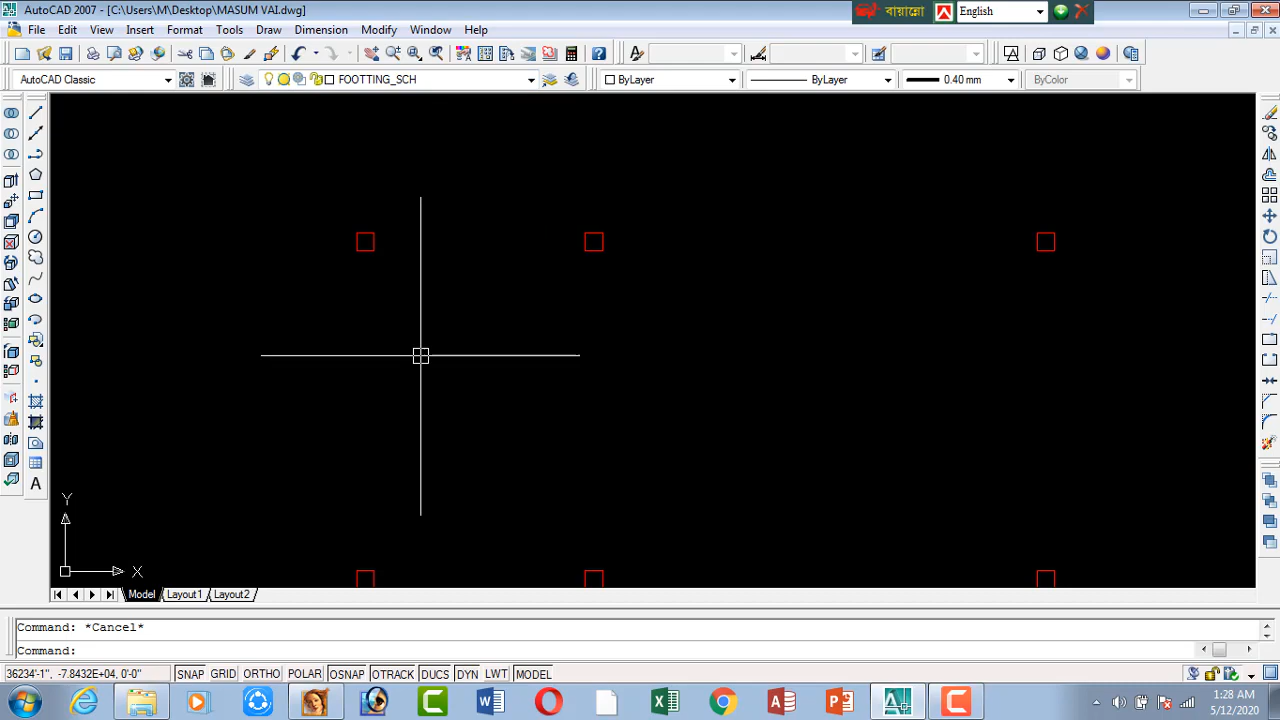 AutoCAD 2007 - [C:\Users\M\Desktop\MASUM VAI.dwg]
বায়ান্নো
English
File Edit View Insert Format Tools Draw Dimension Modify Window Help
AutoCAD Classic
FOOTTING_SCH
ByLayer
ByLayer
0.40 mm
ByColor
A
Y
X
Model Layout1 Layout2
Command: *Cancel*
Command:
36234'-1", -7.8432E+04, 0'-0"
SNAP GRID ORTHO POLAR OSNAP OTRACK DUCS DYN LWT MODEL
1:28 AM
5/12/2020